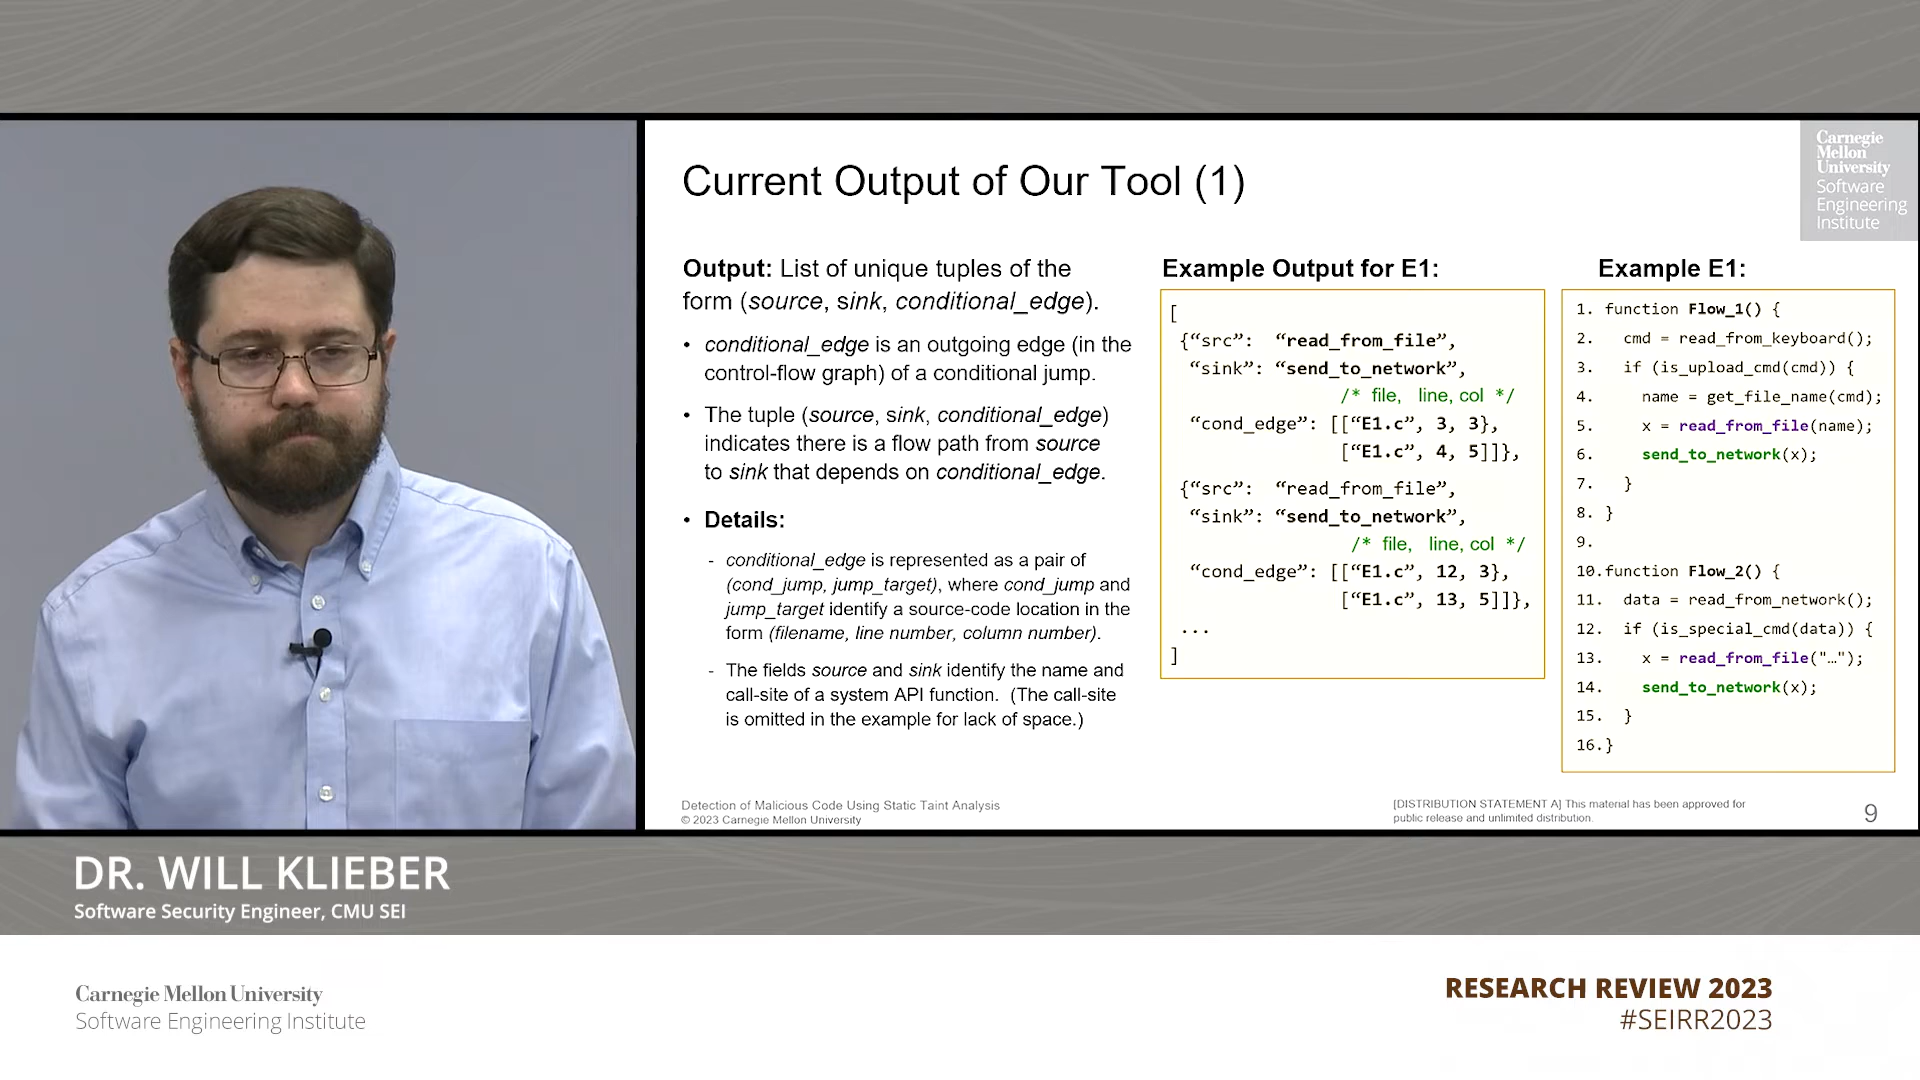 Carnegie
Mellon
University
Software
Engineering
Institute
Current Output of Our Tool (1)
Output: List of unique tuples of the
form (source, sink, conditional_edge).
• conditional_edge is an outgoing edge (in the
control-flow graph) of a conditional jump.
• The tuple (source, sink, conditional_edge)
indicates there is a flow path from source
to sink that depends on conditional_edge.
• Details:
- conditional_edge is represented as a pair of
(cond_jump, jump_target), where cond_jump and
jump_target identify a source-code location in the
form (filename, line number, column number).
- The fields source and sink identify the name and
call-site of a system API function. (The call-site
is omitted in the example for lack of space.)
Example Output for E1:
[
{“src”: “read_from_file”,
“sink”: “send_to_network”,
/* file, line, col */
“cond_edge”: [[“E1.c”, 3, 3},
[“E1.c”, 4, 5]]},
{“src”: “read_from_file”,
“sink”: “send_to_network”,
/* file, line, col */
“cond_edge”: [[“E1.c”, 12, 3},
[“E1.c”, 13, 5]]},
...
]
Example E1:
1. function Flow_1() {
2. cmd = read_from_keyboard();
3. if (is_upload_cmd(cmd)) {
4. name = get_file_name(cmd);
5. x = read_from_file(name);
6. send_to_network(x);
7. }
8. }
9.
10.function Flow_2() {
11. data = read_from_network();
12. if (is_special_cmd(data)) {
13. x = read_from_file("…");
14. send_to_network(x);
15. }
16.}
Detection of Malicious Code Using Static Taint Analysis
© 2023 Carnegie Mellon University
[DISTRIBUTION STATEMENT A] This material has been approved for
public release and unlimited distribution.
9
DR. WILL KLIEBER
Software Security Engineer, CMU SEI
Carnegie Mellon University
Software Engineering Institute
RESEARCH REVIEW 2023
#SEIRR2023